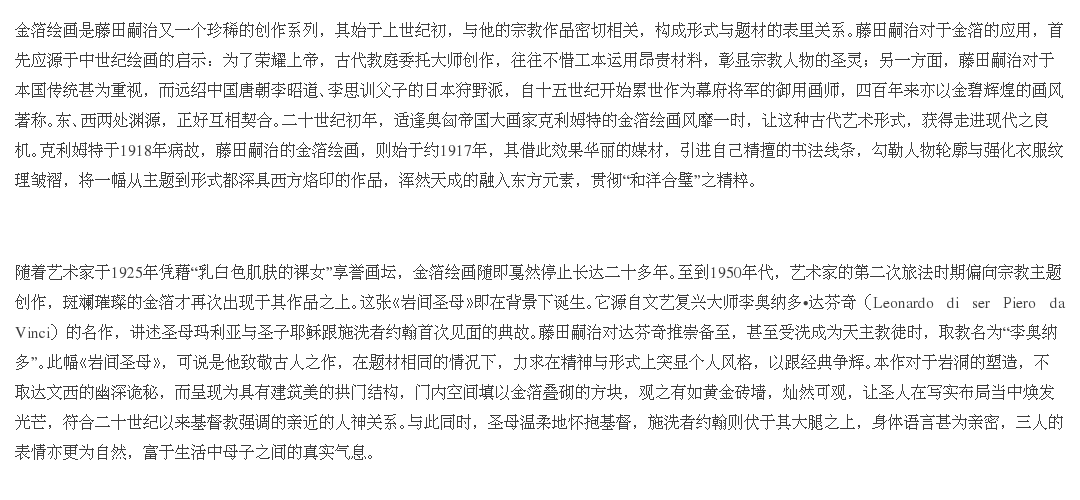 金箔绘画是藤田嗣治又一个珍稀的创作系列，其始于上世纪初，与他的宗教作品密切相关，构成形式与题材的表里关系。藤田嗣治对于金箔的应用，首
先应源于中世纪绘画的启示：为了荣耀上帝，古代教庭委托大师创作，往往不惜工本运用昂贵材料，彰显宗教人物的圣灵；另一方面，藤田嗣治对于
本国传统甚为重视，而远绍中国唐朝李昭道、李思训父子的日本狩野派，自十五世纪开始累世作为幕府将军的御用画师，四百年来亦以金碧辉煌的画风
著称。东、西两处渊源，正好互相契合。二十世纪初年，适逢奥匈帝国大画家克利姆特的金箔绘画风靡一时，让这种古代艺术形式，获得走进现代之良
机。克利姆特于1918年病故，藤田嗣治的金箔绘画，则始于约1917年，其借此效果华丽的媒材，引进自己精擅的书法线条，勾勒人物轮廓与强化衣服纹
理皱褶，将一幅从主题到形式都深具西方烙印的作品，浑然天成的融入东方元素，贯彻“和洋合璧”之精粹。
随着艺术家于1925年凭藉“乳白色肌肤的裸女”享誉画坛，金箔绘画随即戛然停止长达二十多年。至到1950年代，艺术家的第二次旅法时期偏向宗教主题
创作，斑斓璀璨的金箔才再次出现于其作品之上。这张《岩间圣母》即在背景下诞生。它源自文艺复兴大师李奥纳多•达芬奇（Leonardo di ser Piero da
Vinci）的名作，讲述圣母玛利亚与圣子耶稣跟施洗者约翰首次见面的典故。藤田嗣治对达芬奇推崇备至，甚至受洗成为天主教徒时，取教名为“李奥纳
多”。此幅《岩间圣母》，可说是他致敬古人之作，在题材相同的情况下，力求在精神与形式上突显个人风格，以跟经典争辉。本作对于岩洞的塑造，不
取达文西的幽深诡秘，而呈现为具有建筑美的拱门结构，门内空间填以金箔叠砌的方块，观之有如黄金砖墙，灿然可观，让圣人在写实布局当中焕发
光芒，符合二十世纪以来基督教强调的亲近的人神关系。与此同时，圣母温柔地怀抱基督，施洗者约翰则伏于其大腿之上，身体语言甚为亲密，三人的
表情亦更为自然，富于生活中母子之间的真实气息。